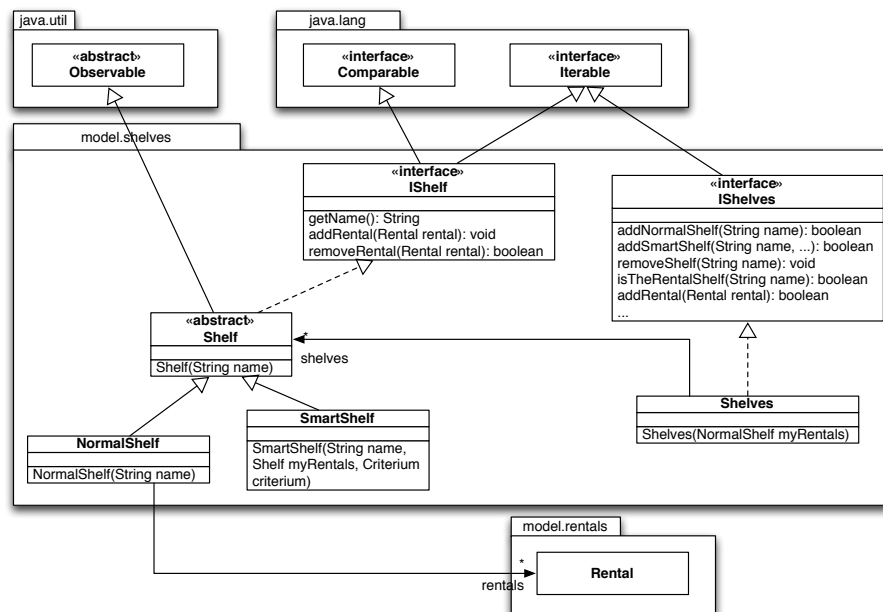 java.util
«abstract»
Observable
java.lang
«interface»
Comparable
«interface»
Iterable
model.shelves
«interface»
IShelf
getName(): String
addRental(Rental rental): void
removeRental(Rental rental): boolean
«interface»
IShelves
addNormalShelf(String name): boolean
addSmartShelf(String name, ...): boolean
removeShelf(String name): void
isTheRentalShelf(String name): boolean
addRental(Rental rental): boolean
...
«abstract»
Shelf
Shelf(String name)
*
shelves
Shelves
Shelves(NormalShelf myRentals)
NormalShelf
NormalShelf(String name)
SmartShelf
SmartShelf(String name,
Shelf myRentals, Criterium
criterium)
model.rentals
*
rentals
Rental